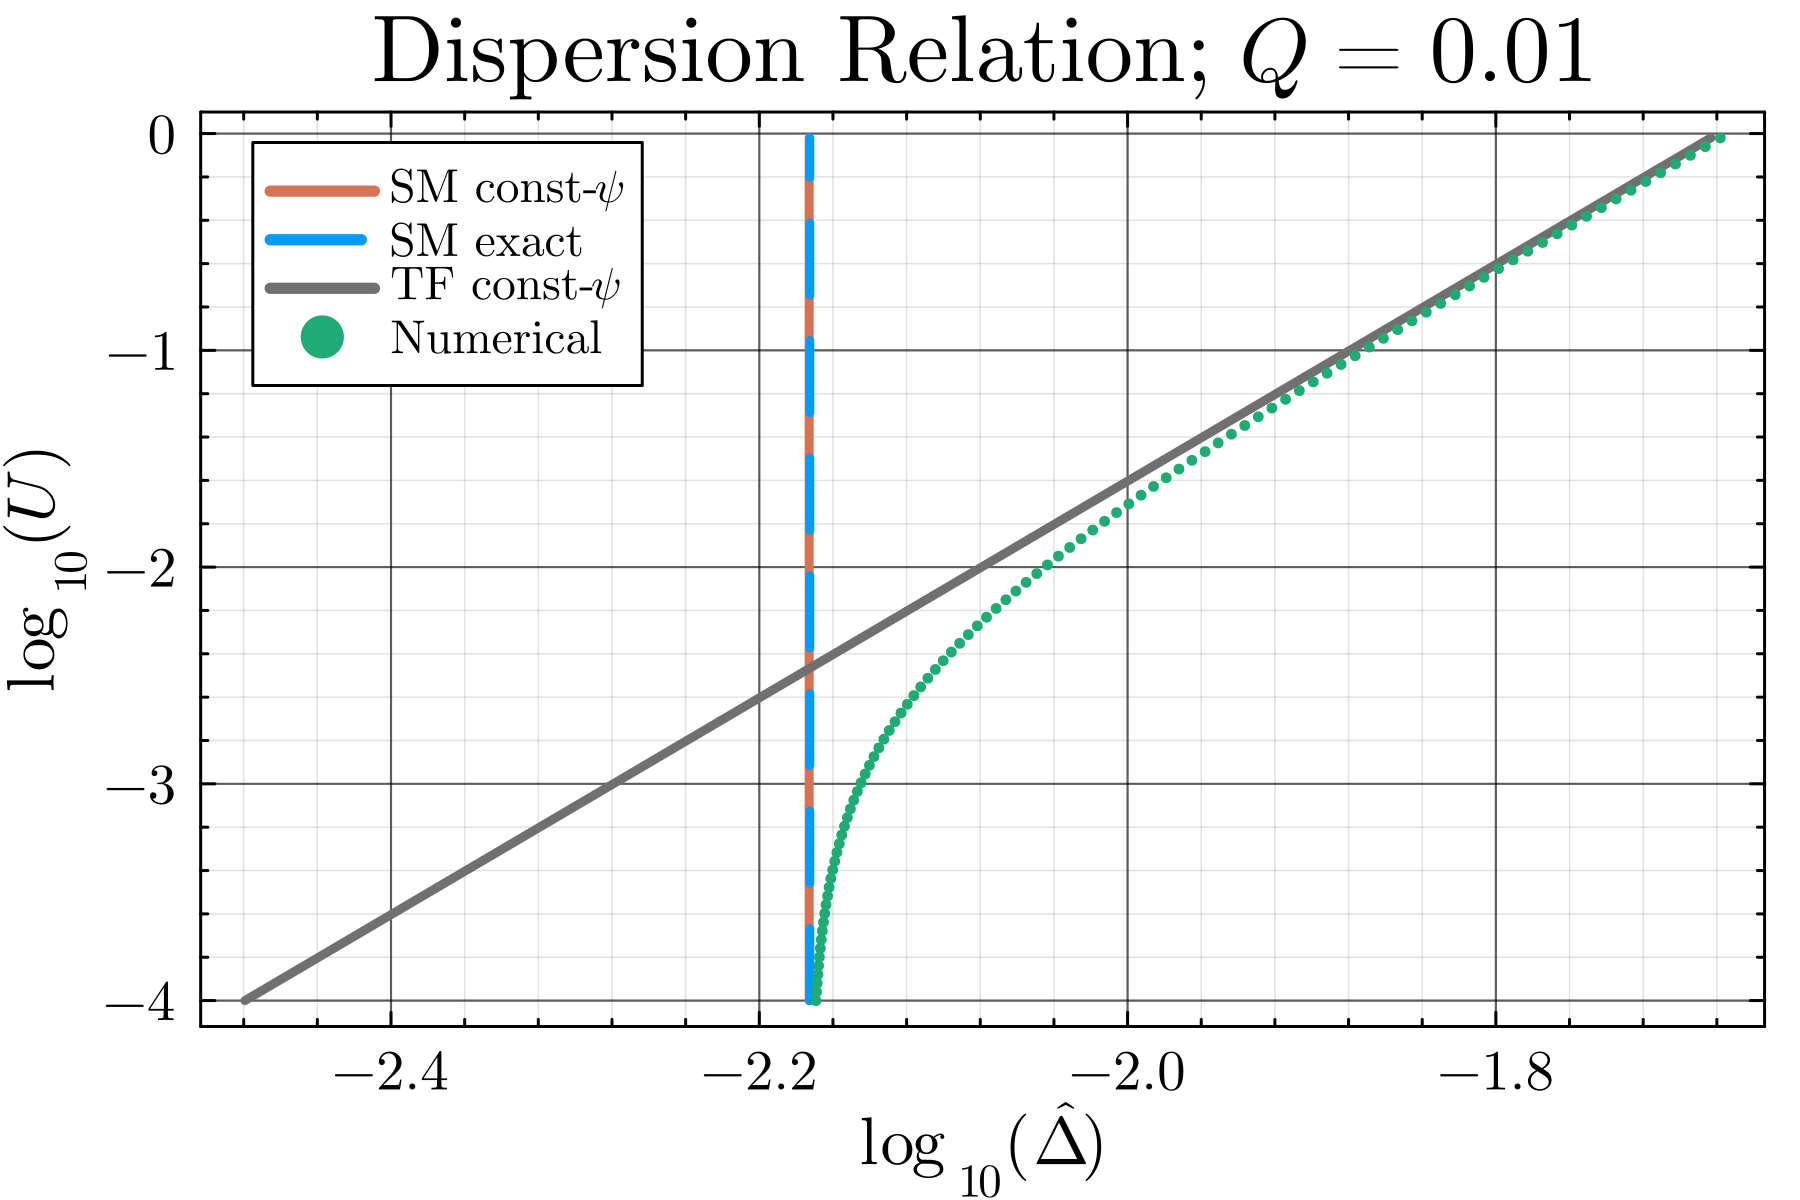 Dispersion Relation; Q = 0.01
SM const-ψ
SM exact
TF const-ψ
Numerical
0
−1
−2
−3
−4
log₁₀(U)
−2.4 −2.2 −2.0 −1.8
log₁₀(Δ̂)